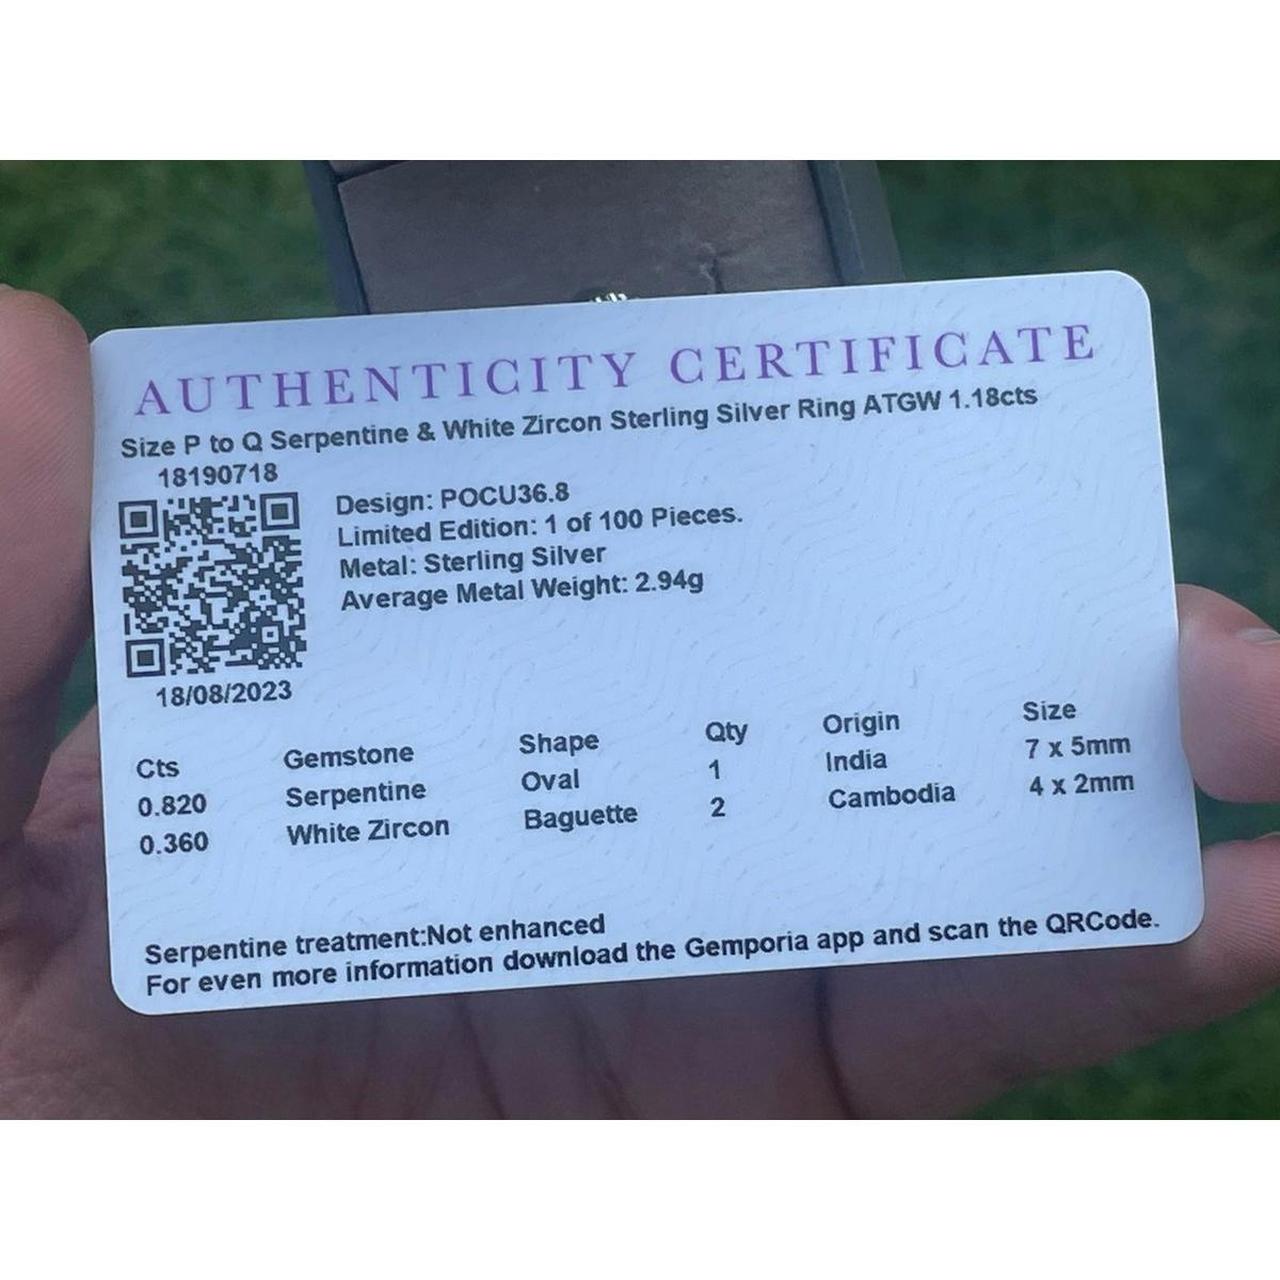 AUTHENTICITY CERTIFICATE
Size P to Q Serpentine & White Zircon Sterling Silver Ring ATGW 1.18cts
18190718
Design: POCU36.8
Limited Edition: 1 of 100 Pieces.
Metal: Sterling Silver
Average Metal Weight: 2.94g
18/08/2023
Cts Gemstone Shape Qty Origin Size
0.820 Serpentine Oval 1 India 7 x 5mm
0.360 White Zircon Baguette 2 Cambodia 4 x 2mm
Serpentine treatment:Not enhanced
For even more information download the Gemporia app and scan the QRCode.